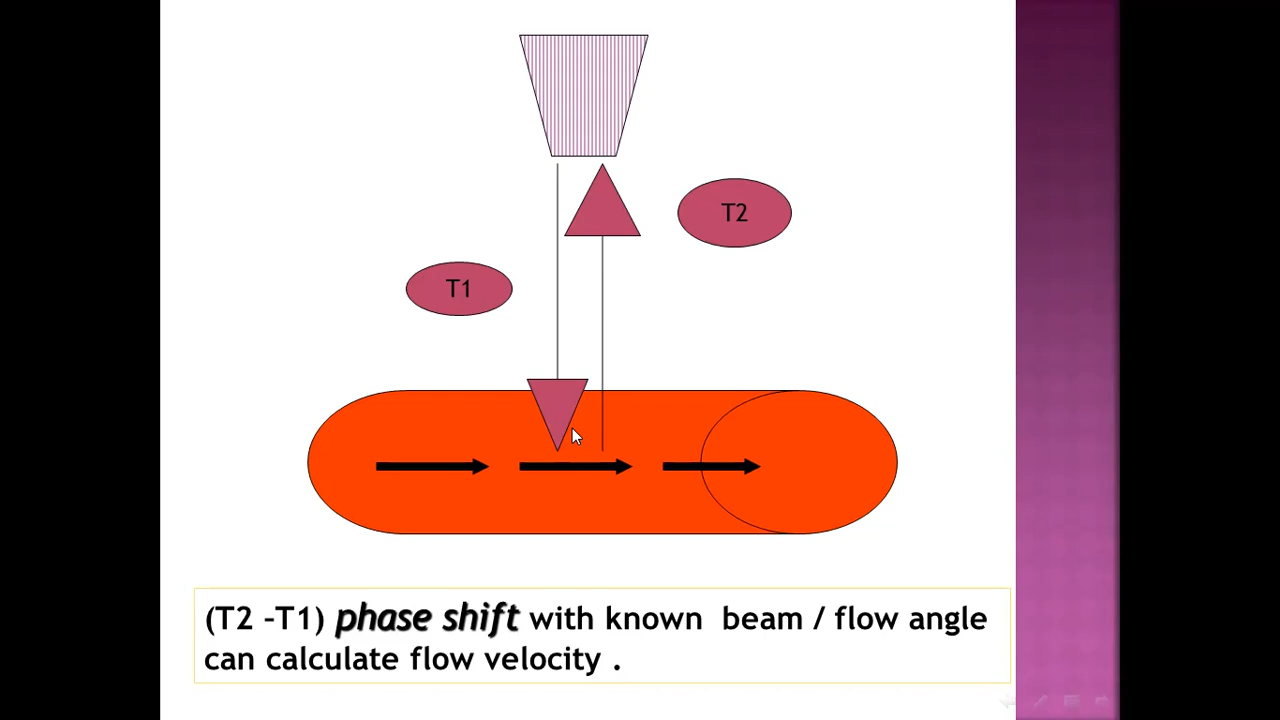 T2
T1
(T2 –T1) phase shift with known beam / flow angle
can calculate flow velocity .